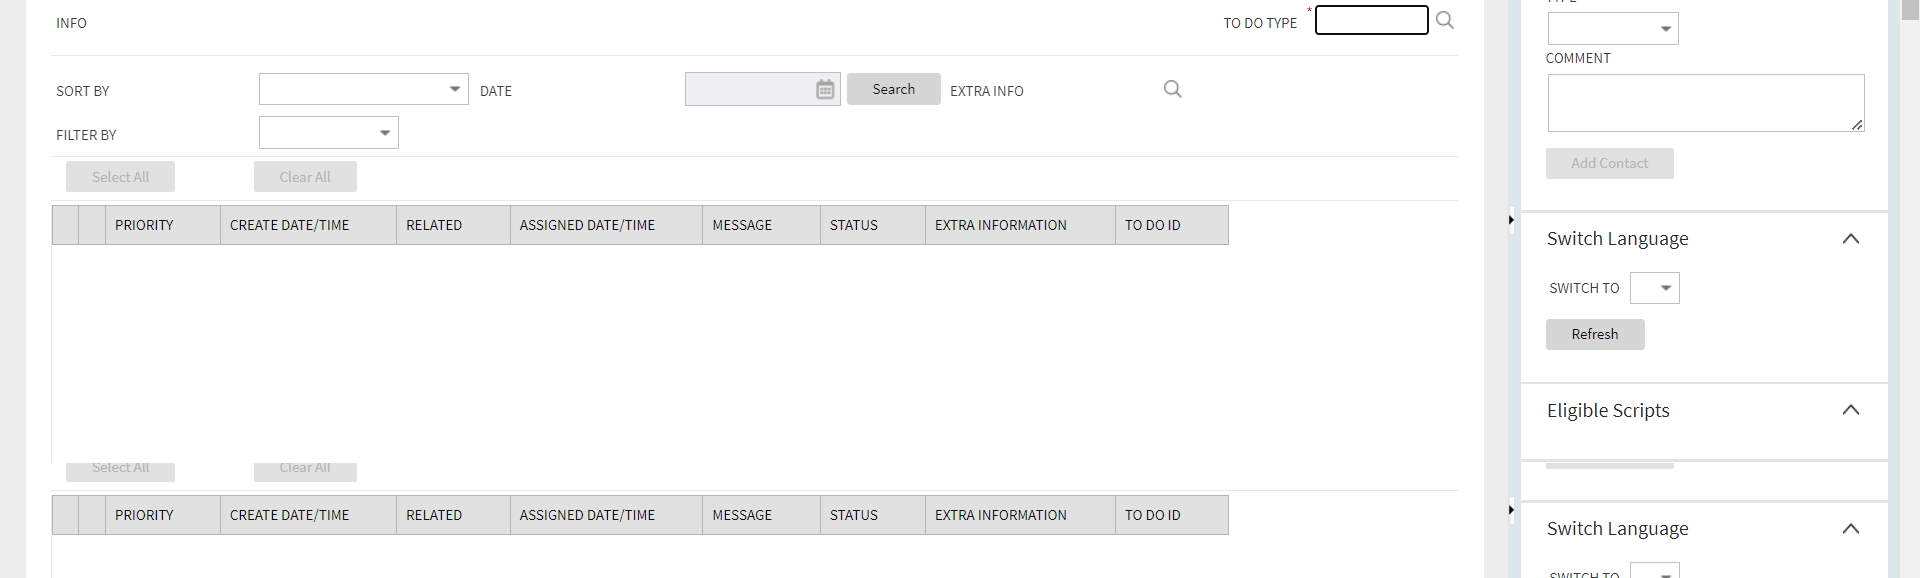 INFO
TO DO TYPE *
SORT BY
DATE
Search
EXTRA INFO
FILTER BY
Select All
Clear All
PRIORITY CREATE DATE/TIME RELATED ASSIGNED DATE/TIME MESSAGE STATUS EXTRA INFORMATION TO DO ID
Select All
Clear All
PRIORITY CREATE DATE/TIME RELATED ASSIGNED DATE/TIME MESSAGE STATUS EXTRA INFORMATION TO DO ID
COMMENT
Add Contact
Switch Language
SWITCH TO
Refresh
Eligible Scripts
Switch Language
SWITCH TO